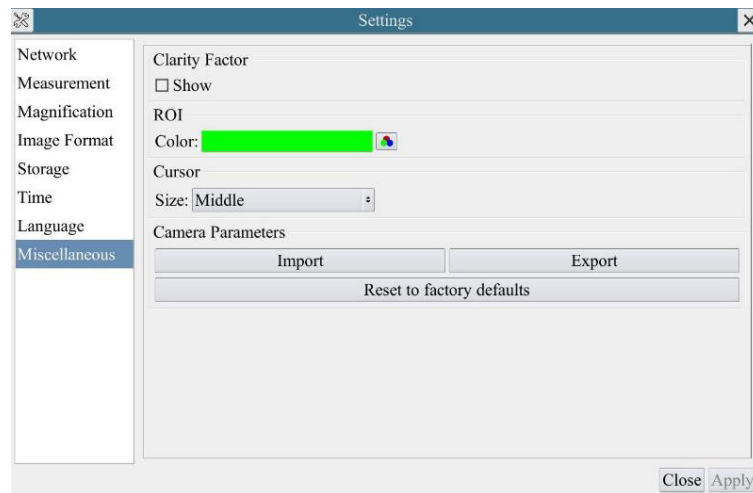 Settings
Network
Measurement
Magnification
Image Format
Storage
Time
Language
Miscellaneous
Clarity Factor
Show
ROI
Color:
Cursor
Size: Middle
Camera Parameters
Import Export
Reset to factory defaults
Close Apply